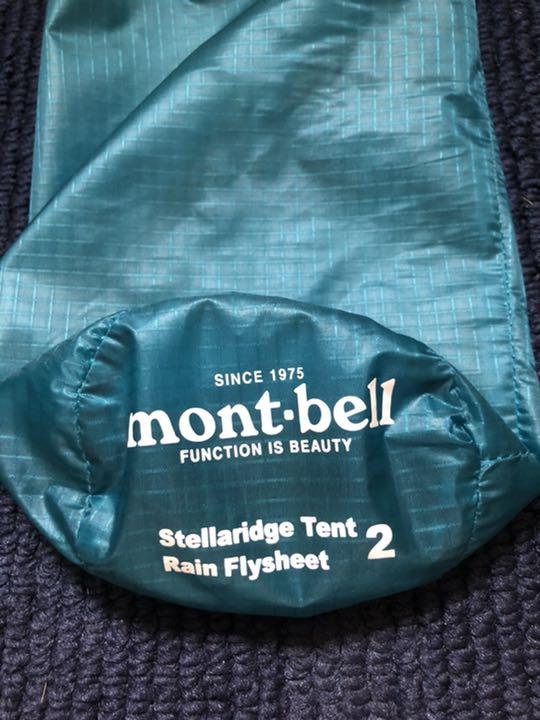 SINCE 1975
mont·bell
FUNCTION IS BEAUTY
Stellaridge Tent 2
Rain Flysheet